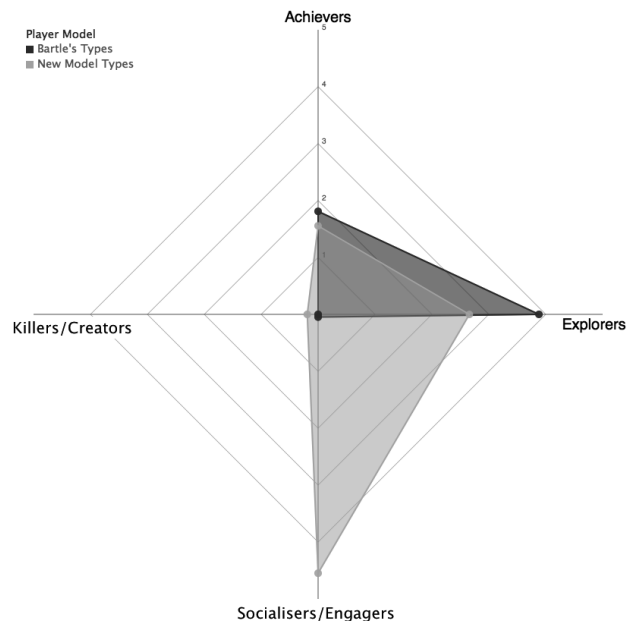 Achievers
5
Player Model
Bartle's Types
New Model Types
4
3
2
1
Killers/Creators
Explorers
Socialisers/Engagers